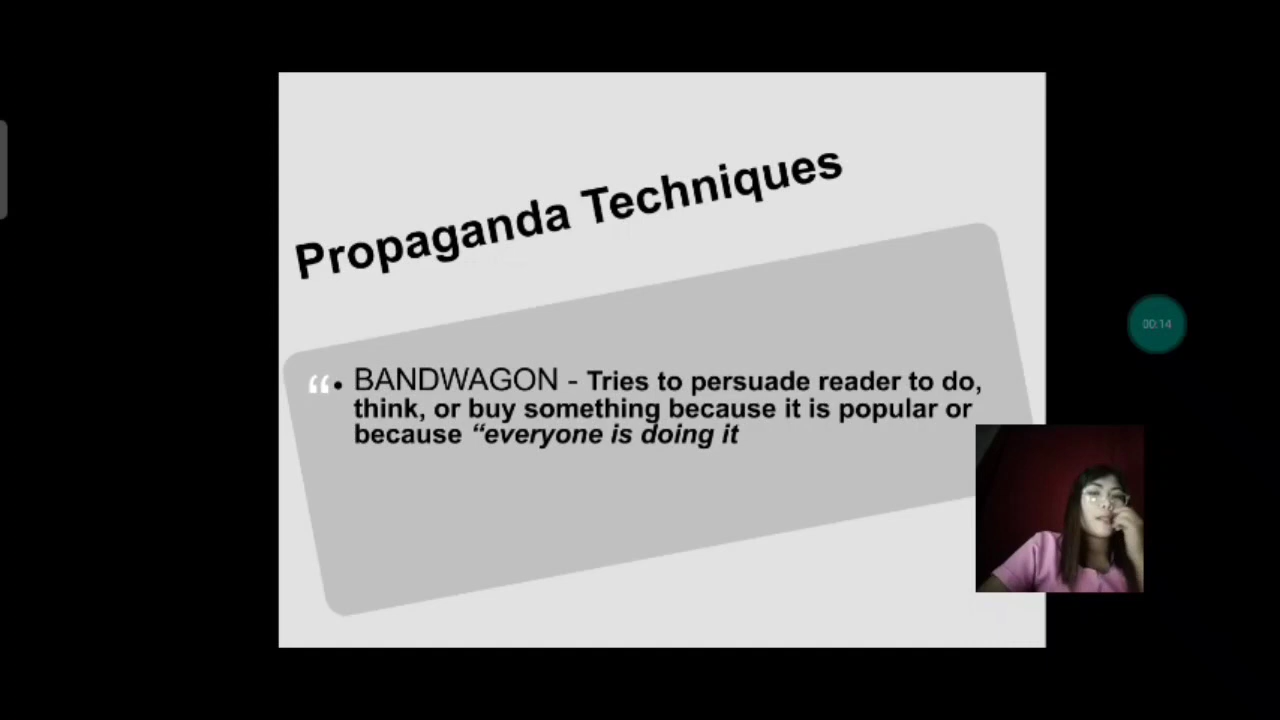 Propaganda Techniques
“• BANDWAGON - Tries to persuade reader to do,
think, or buy something because it is popular or
because “everyone is doing it
00:14